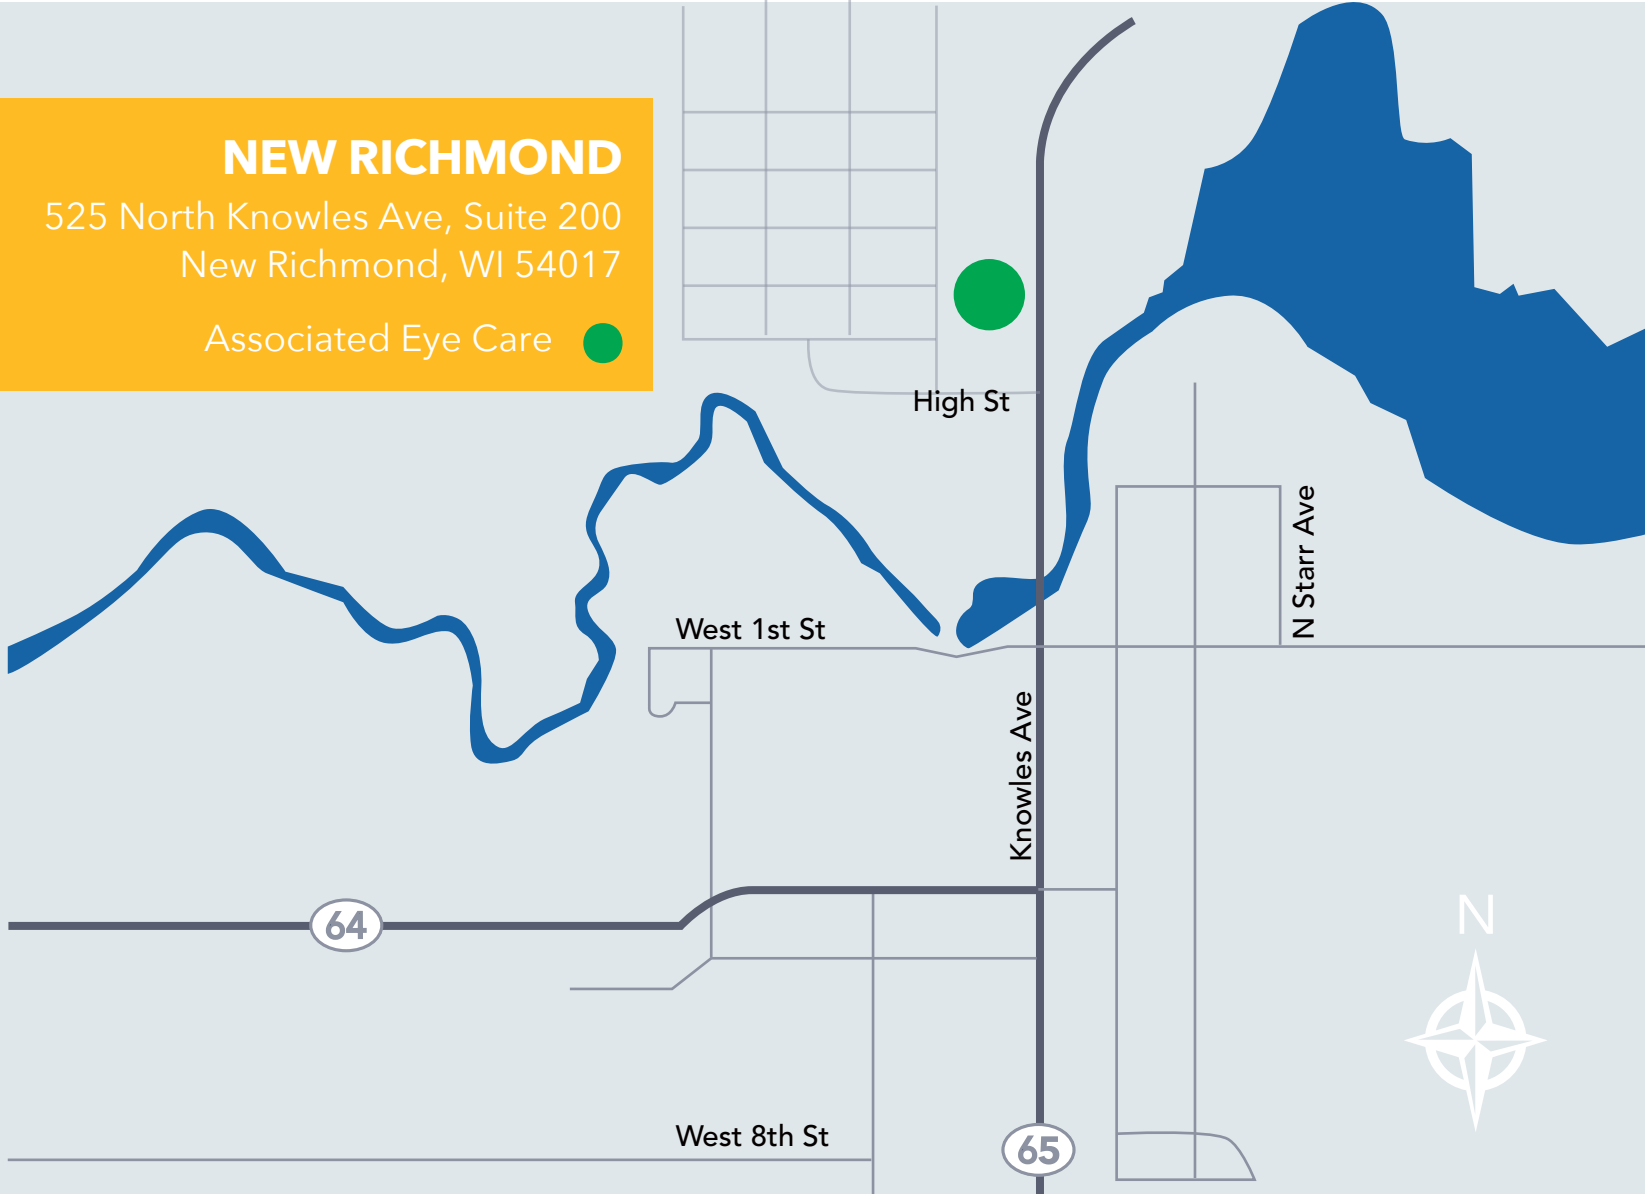 NEW RICHMOND
525 North Knowles Ave, Suite 200
New Richmond, WI 54017
Associated Eye Care
High St
N Starr Ave
West 1st St
Knowles Ave
64
N
West 8th St
65